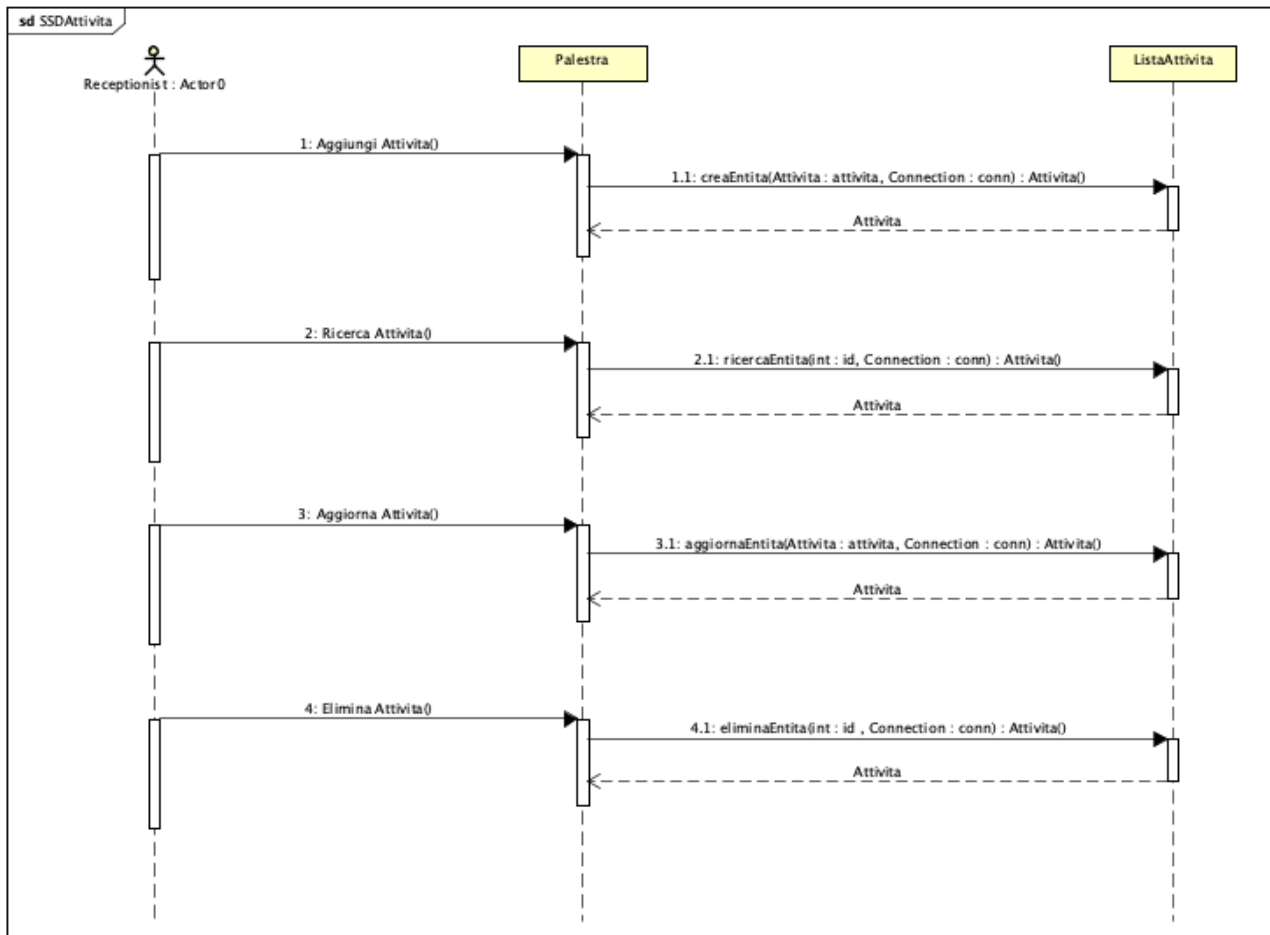 sd SSDAttivita
Receptionist : Actor0
Palestra
ListaAttivita
1: Aggiungi Attivita()
1.1: creaEntita(Attivita : attivita, Connection : conn) : Attivita()
Attivita
2: Ricerca Attivita()
2.1: ricercaEntita(int : id, Connection : conn) : Attivita()
Attivita
3: Aggiorna Attivita()
3.1: aggiornaEntita(Attivita : attivita, Connection : conn) : Attivita()
Attivita
4: Elimina Attivita()
4.1: eliminaEntita(int : id , Connection : conn) : Attivita()
Attivita